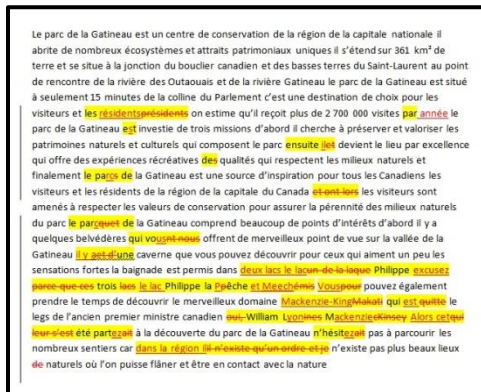 Le parc de la Gatineau est un centre de conservation de la région de la capitale nationale il
abrite de nombreux écosystèmes et attraits patrimoniaux uniques il s'étend sur 361 km² de
terre et se situe à la jonction du bouclier canadien et des basses terres du Saint-Laurent au point
de rencontre de la rivière des Outaouais et de la rivière Gatineau le parc de la Gatineau est situé
à seulement 15 minutes de la colline du Parlement c'est une destination de choix pour les
visiteurs et les résidentsprésidents on estime qu'il reçoit plus de 2 700 000 visites par année le
parc de la Gatineau est investie de trois missions d'abord il cherche à préserver et valoriser les
patrimoines naturels et culturels qui composent le parc ensuite ilet devient le lieu par excellence
qui offre des expériences récréatives des qualités qui respectent les milieux naturels et
finalement le parcs de la Gatineau est une source d'inspiration pour tous les Canadiens les
visiteurs et les résidents de la région de la capitale du Canada et ont lors les visiteurs sont
amenés à respecter les valeurs de conservation pour assurer la pérennité des milieux naturels
du parc le parcquet de la Gatineau comprend beaucoup de points d'intérêts d'abord il y a
quelques belvédères qui vousnt nous offrent de merveilleux point de vue sur la vallée de la
Gatineau il y aet d'une caverne que vous pouvez découvrir pour ceux qui aiment un peu les
sensations fortes la baignade est permis dans deux lacs le lacun de la laque Philippe excusez
parce que ces trois lacs le lac Philippe la Ppêche et Meechémis Vouspour pouvez également
prendre le temps de découvrir le merveilleux domaine Mackenzie-KingMakati qui est quitte le
legs de l'ancien premier ministre canadien oui, William Lyonines MackenziecKinsey Alors cetqui
leur s'est été partezait à la découverte du parc de la Gatineau n'hésitezait pas à parcourir les
nombreux sentiers car dans la région Iil n'existe qu'un ordre et je n'existe pas plus beaux lieux
de naturels où l'on puisse flâner et être en contact avec la nature